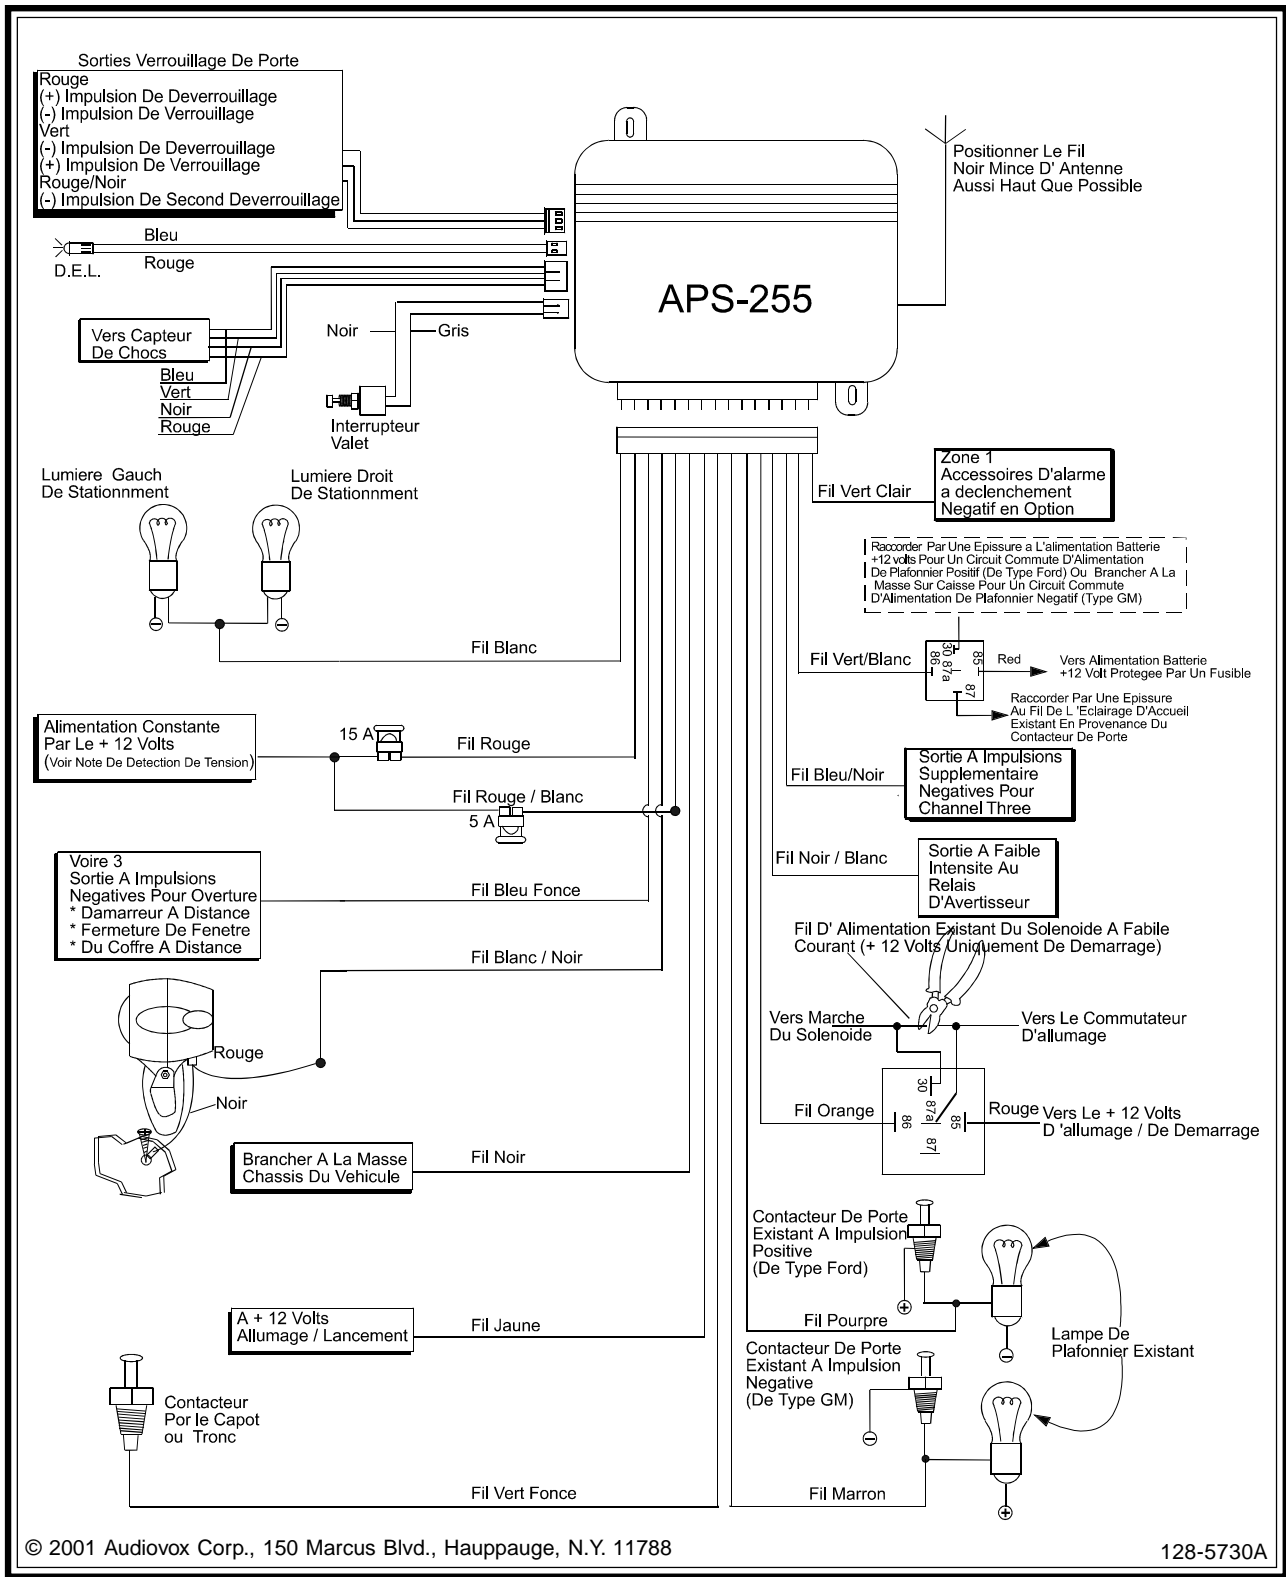 Sorties Verrouillage De Porte
Rouge
(+) Impulsion De Deverrouillage
(-) Impulsion De Verrouillage
Vert
(-) Impulsion De Deverrouillage
(+) Impulsion De Verrouillage
Rouge/Noir
(-) Impulsion De Second Deverrouillage
Positionner Le Fil
Noir Mince D' Antenne
Aussi Haut Que Possible
Bleu
Rouge
D.E.L.
APS-255
Noir
Gris
Vers Capteur
De Chocs
Bleu
Vert
Noir
Rouge
Interrupteur
Valet
Lumiere Gauch
De Stationnment
Lumiere Droit
De Stationnment
Fil Vert Clair
Zone 1
Accessoires D'alarme
a declenchement
Negatif en Option
Raccorder Par Une Epissure a L'alimentation Batterie
+12 volts Pour Un Circuit Commute D'Alimentation
De Plafonnier Positif (De Type Ford) Ou Brancher A La
Masse Sur Caisse Pour Un Circuit Commute
D'Alimentation De Plafonnier Negatif (Type GM)
Fil Blanc
Fil Vert/Blanc
86
30
87a
85
87
Red
Vers Alimentation Batterie
+12 Volt Protegee Par Un Fusible
Raccorder Par Une Epissure
Au Fil De L 'Eclairage D'Accueil
Existant En Provenance Du
Contacteur De Porte
Alimentation Constante
Par Le + 12 Volts
(Voir Note De Detection De Tension)
15 A
Fil Rouge
Fil Rouge / Blanc
5 A
Fil Bleu/Noir
Sortie A Impulsions
Supplementaire
Negatives Pour
Channel Three
Voire 3
Sortie A Impulsions
Negatives Pour Overture
* Damarreur A Distance
* Fermeture De Fenetre
* Du Coffre A Distance
Fil Bleu Fonce
Fil Noir / Blanc
Sortie A Faible
Intensite Au
Relais
D'Avertisseur
Fil Blanc / Noir
Fil D' Alimentation Existant Du Solenoide A Fabile
Courant (+ 12 Volts Uniquement De Demarrage)
Vers Marche
Du Solenoide
Vers Le Commutateur
D'allumage
Rouge
Noir
Fil Orange
86
30
87a
87
85
Rouge
Vers Le + 12 Volts
D 'allumage / De Demarrage
Brancher A La Masse
Chassis Du Vehicule
Fil Noir
Contacteur De Porte
Existant A Impulsion
Positive
(De Type Ford)
A + 12 Volts
Allumage / Lancement
Fil Jaune
Fil Pourpre
Lampe De
Plafonnier Existant
Contacteur De Porte
Existant A Impulsion
Negative
(De Type GM)
Contacteur
Por le Capot
ou Tronc
Fil Vert Fonce
Fil Marron
© 2001 Audiovox Corp., 150 Marcus Blvd., Hauppauge, N.Y. 11788
128-5730A